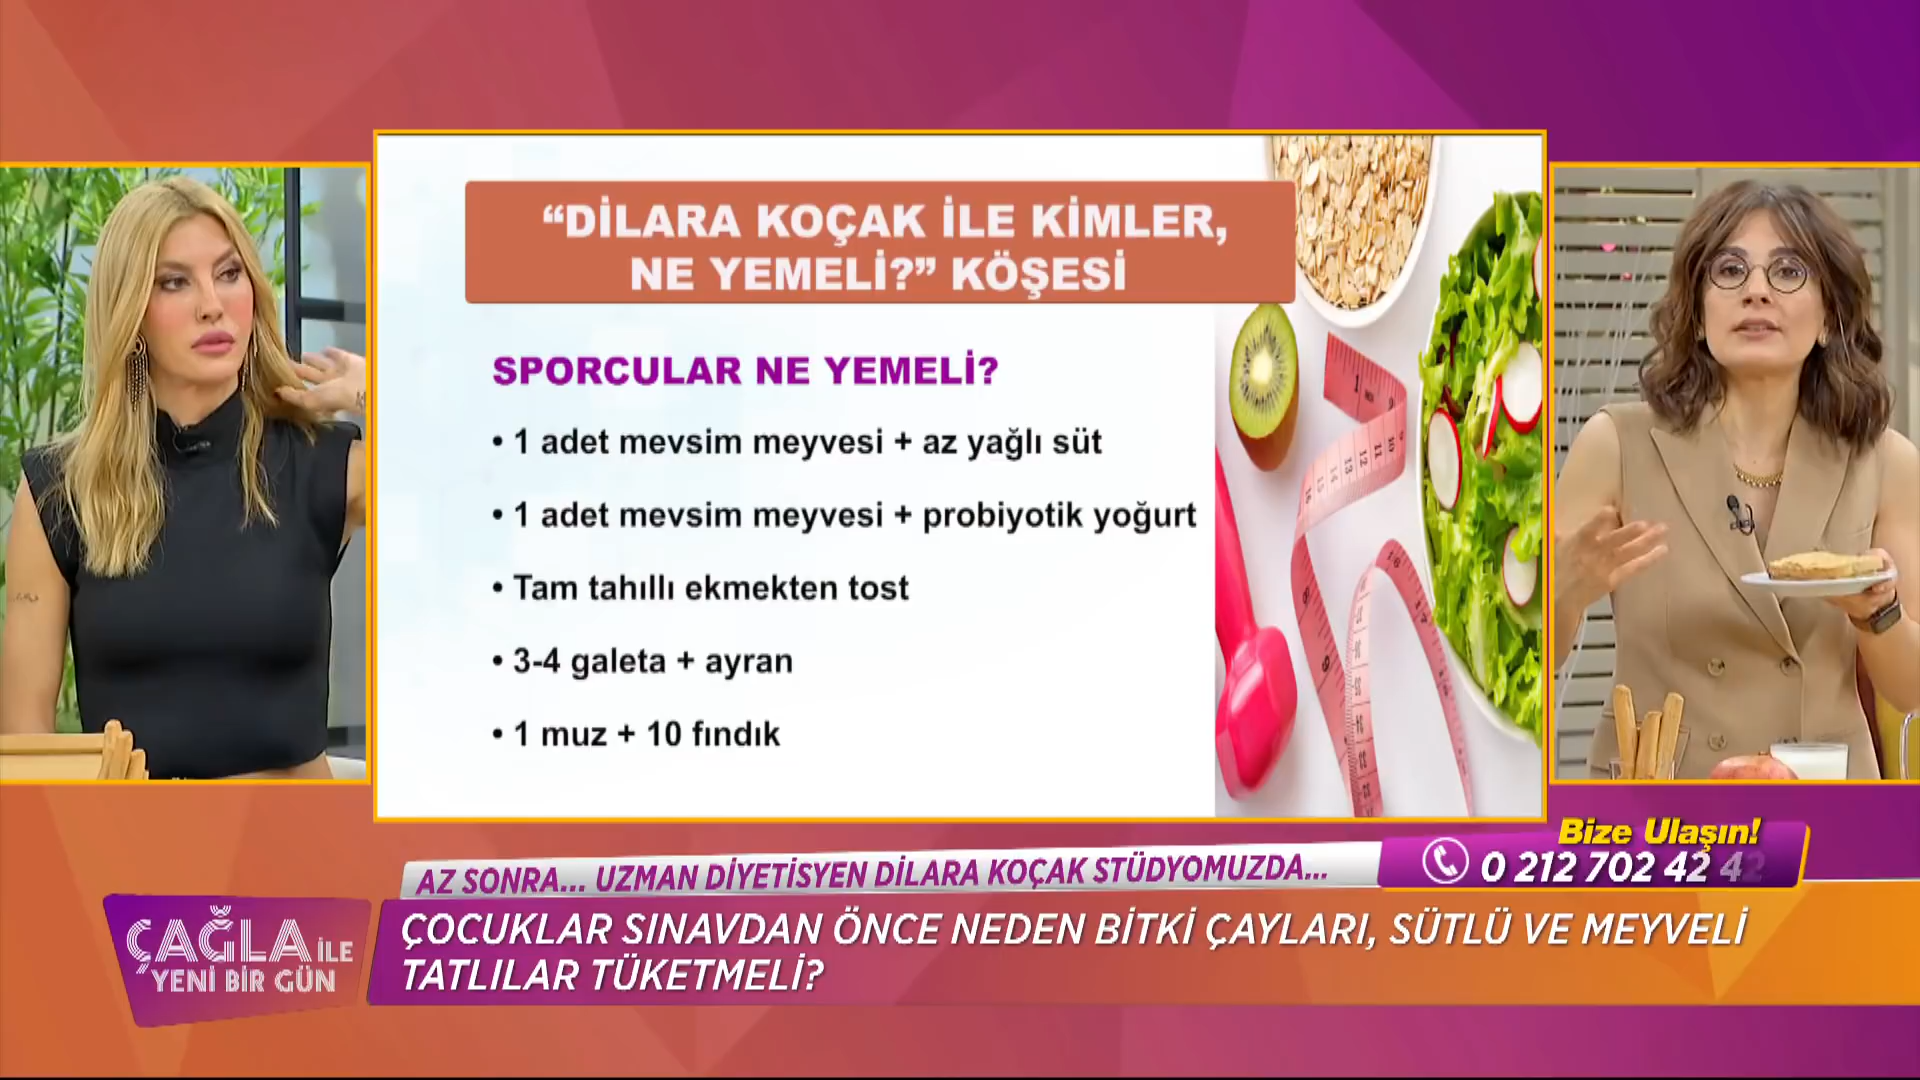 “DİLARA KOÇAK İLE KİMLER,
NE YEMELİ?” KÖŞESİ
SPORCULAR NE YEMELİ?
• 1 adet mevsim meyvesi + az yağlı süt
• 1 adet mevsim meyvesi + probiyotik yoğurt
• Tam tahıllı ekmekten tost
• 3-4 galeta + ayran
• 1 muz + 10 fındık
Bize Ulaşın!
0 212 702 42 42
AZ SONRA... UZMAN DİYETİSYEN DİLARA KOÇAK STÜDYOMUZDA...
ÇAĞLA İLE
YENİ BİR GÜN
ÇOCUKLAR SINAVDAN ÖNCE NEDEN BİTKİ ÇAYLARI, SÜTLÜ VE MEYVELİ
TATLILAR TÜKETMELİ?